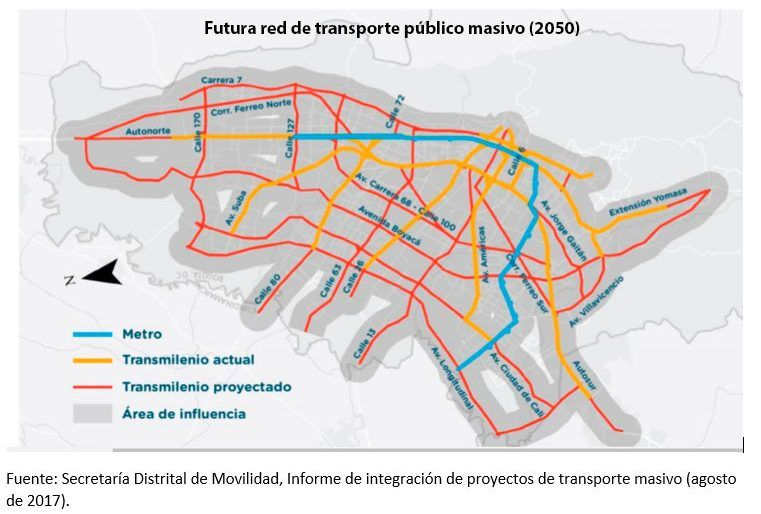 Futura red de transporte público masivo (2050)
Carrera 7
Corr. Ferreo Norte
Calle 72
Autonorte
Calle 170
Calle 127
Calle 6
Av. Suba
Av. Carrera 68 - Calle 100
Avenida Boyacá
Av. Jorge Gaitán
Extensión Yomasa
Av. Américas
Corr. Ferreo Sur
Av. Villavicencio
Calle 80
Calle 63
Calle 26
Calle 13
Av. Longitudinal
Av. Ciudad de Cali
Autosur
N
Metro
Transmilenio actual
Transmilenio proyectado
Área de influencia
Fuente: Secretaría Distrital de Movilidad, Informe de integración de proyectos de transporte masivo (agosto
de 2017).